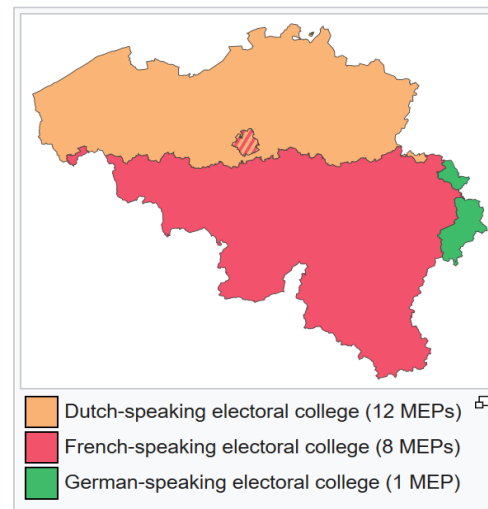 Dutch-speaking electoral college (12 MEPs)
French-speaking electoral college (8 MEPs)
German-speaking electoral college (1 MEP)